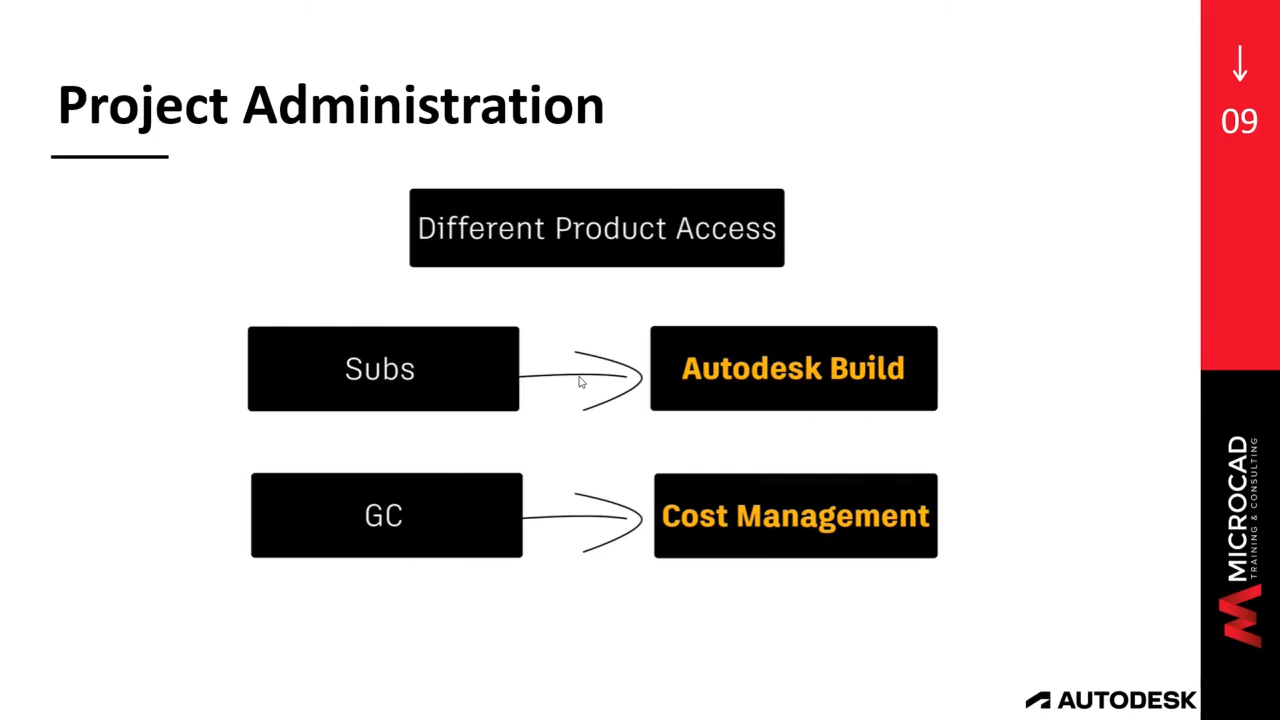 Project Administration
09
Different Product Access
Subs
Autodesk Build
GC
Cost Management
MICROCAD
TRAINING & CONSULTING
AUTODESK